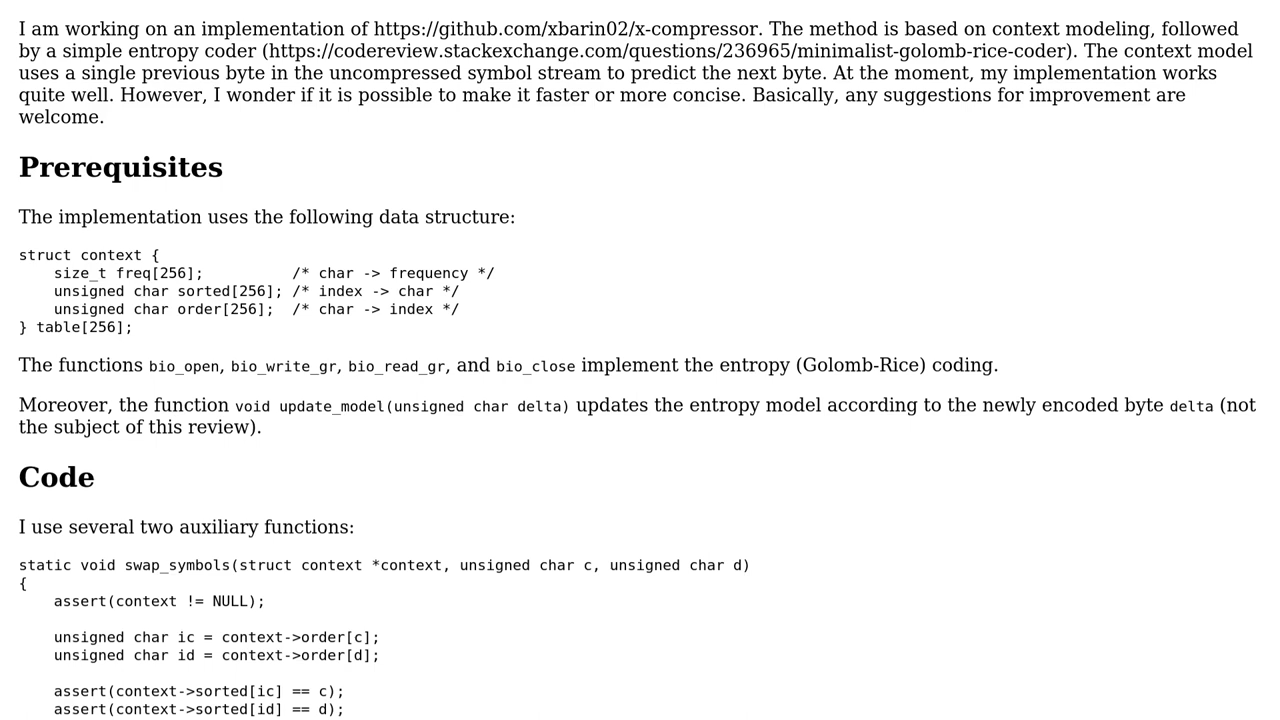 I am working on an implementation of https://github.com/xbarin02/x-compressor. The method is based on context modeling, followed
by a simple entropy coder (https://codereview.stackexchange.com/questions/236965/minimalist-golomb-rice-coder). The context model
uses a single previous byte in the uncompressed symbol stream to predict the next byte. At the moment, my implementation works
quite well. However, I wonder if it is possible to make it faster or more concise. Basically, any suggestions for improvement are
welcome.
Prerequisites
The implementation uses the following data structure:
struct context {
    size_t freq[256];          /* char -> frequency */
    unsigned char sorted[256]; /* index -> char */
    unsigned char order[256];  /* char -> index */
} table[256];
The functions bio_open, bio_write_gr, bio_read_gr, and bio_close implement the entropy (Golomb-Rice) coding.
Moreover, the function void update_model(unsigned char delta) updates the entropy model according to the newly encoded byte delta (not
the subject of this review).
Code
I use several two auxiliary functions:
static void swap_symbols(struct context *context, unsigned char c, unsigned char d)
{
    assert(context != NULL);
    unsigned char ic = context->order[c];
    unsigned char id = context->order[d];
    assert(context->sorted[ic] == c);
    assert(context->sorted[id] == d);